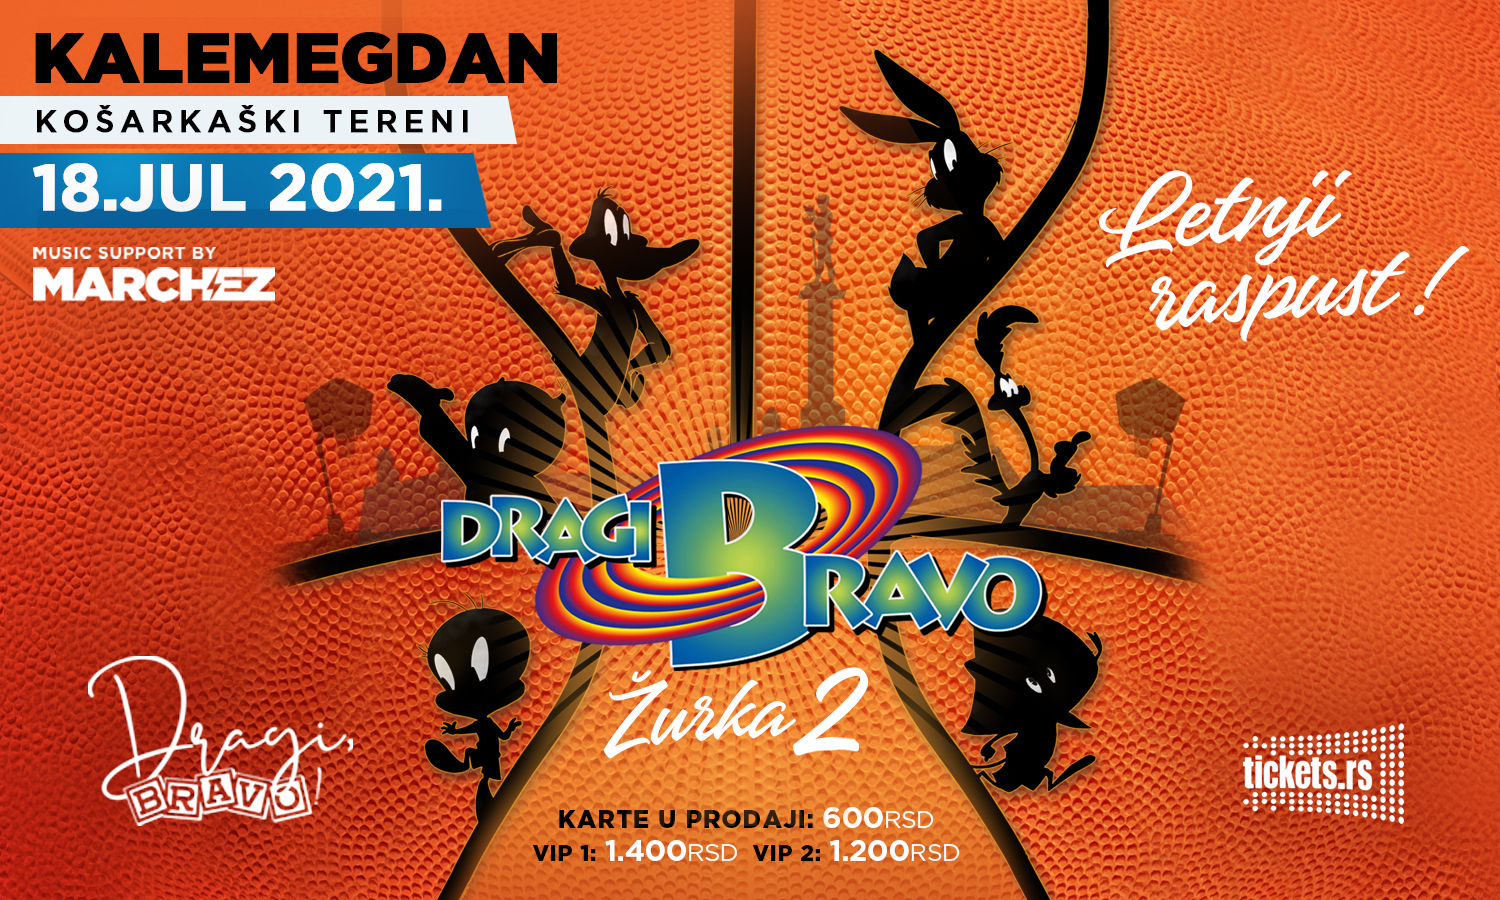 KALEMEGDAN
KOŠARKAŠKI TERENI
18.JUL 2021.
MUSIC SUPPORT BY
MARCHEZ
Letnji
raspust!
DRAGI BRAVO
Žurka 2
Dragi,
BRAVO!
tickets.rs
KARTE U PRODAJI: 600RSD
VIP 1: 1.400RSD VIP 2: 1.200RSD